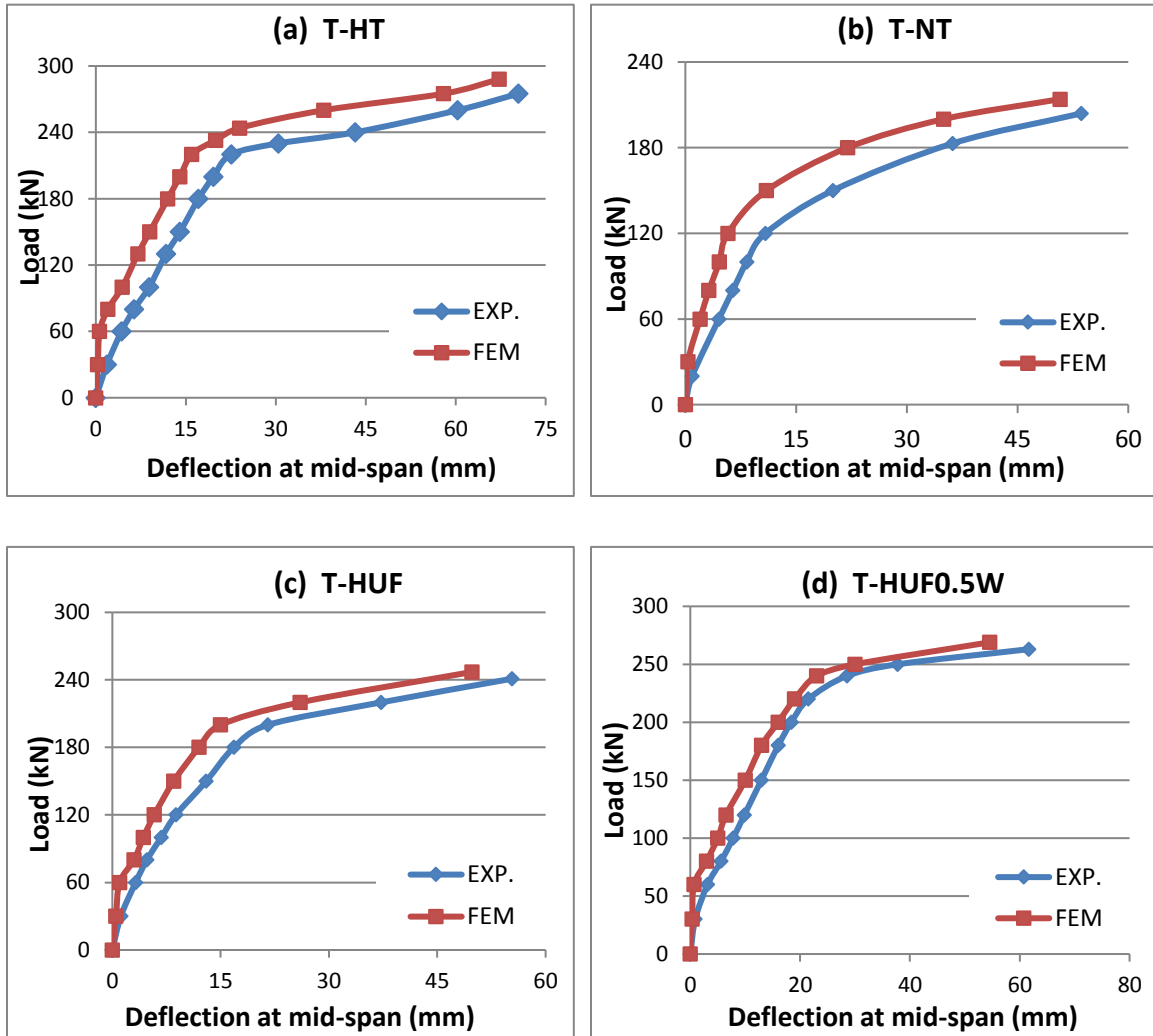 (a) T-HT
Load (kN)
300
240
180
120
60
0
0 15 30 45 60 75
Deflection at mid-span (mm)
EXP.
FEM
(b) T-NT
Load (kN)
240
180
120
60
0
0 15 30 45 60
Deflection at mid-span (mm)
EXP.
FEM
(c) T-HUF
Load (kN)
300
240
180
120
60
0
0 15 30 45 60
Deflection at mid-span (mm)
EXP.
FEM
(d) T-HUF0.5W
Load (kN)
300
250
200
150
100
50
0
0 20 40 60 80
Deflection at mid-span (mm)
EXP.
FEM